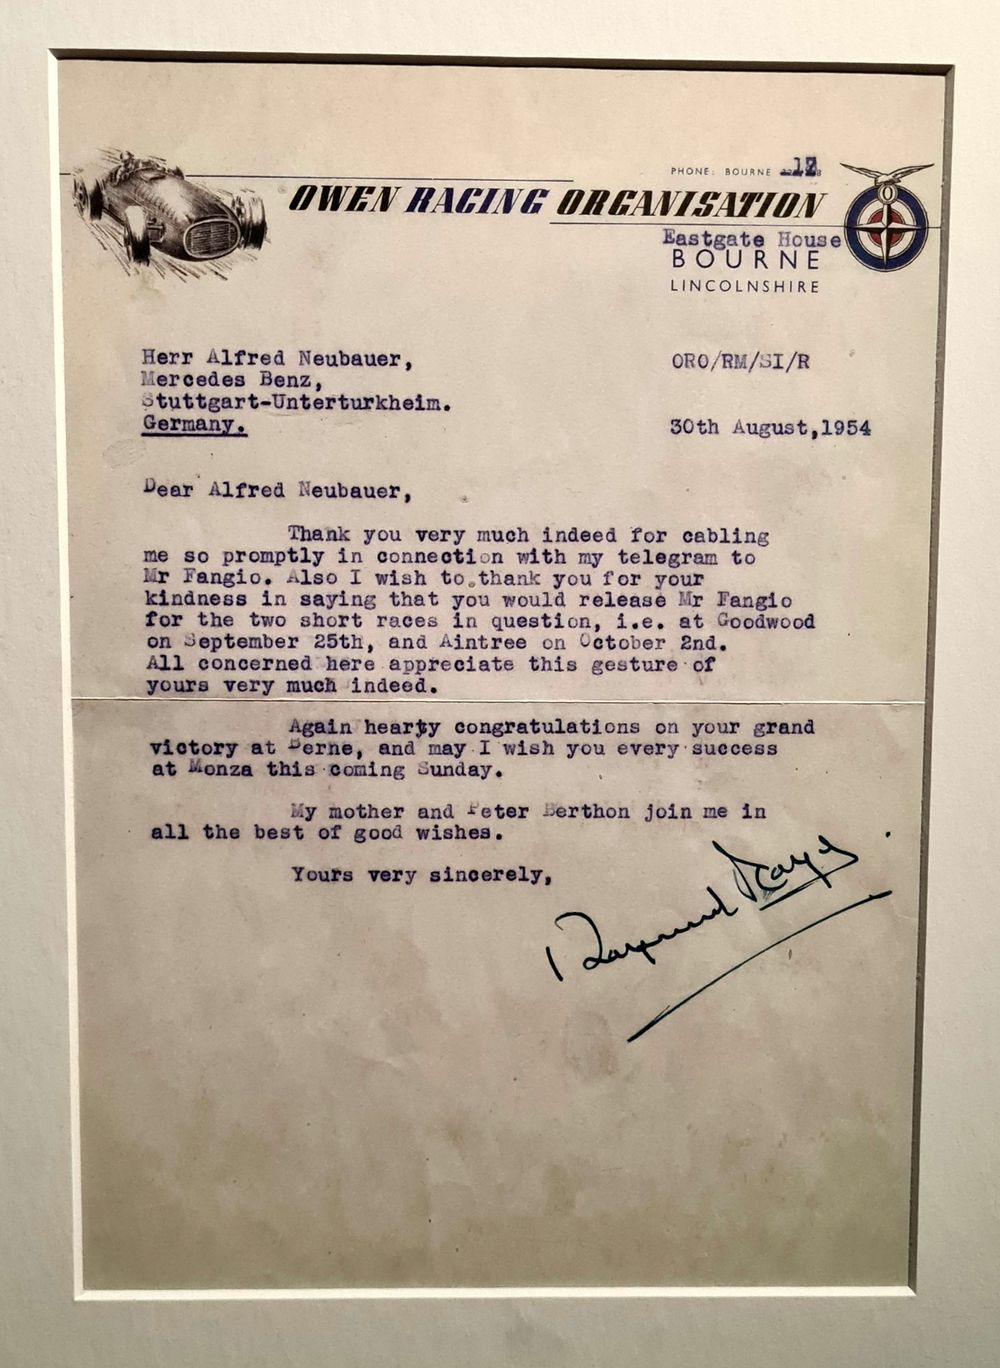 PHONE: BOURNE 17
OWEN RACING ORGANISATION
Eastgate House
BOURNE
LINCOLNSHIRE
Herr Alfred Neubauer,
ORO/RM/SI/R
Mercedes Benz,
Stuttgart-Unterturkheim.
Germany.
30th August,1954
Dear Alfred Neubauer,
Thank you very much indeed for cabling
me so promptly in connection with my telegram to
Mr Fangio. Also I wish to thank you for your
kindness in saying that you would release Mr Fangio
for the two short races in question, i.e. at Goodwood
on September 25th, and Aintree on October 2nd.
All concerned here appreciate this gesture of
yours very much indeed.
Again hearty congratulations on your grand
victory at Berne, and may I wish you every success
at Monza this coming Sunday.
My mother and Peter Berthon join me in
all the best of good wishes.
Yours very sincerely,
Raymond Mays